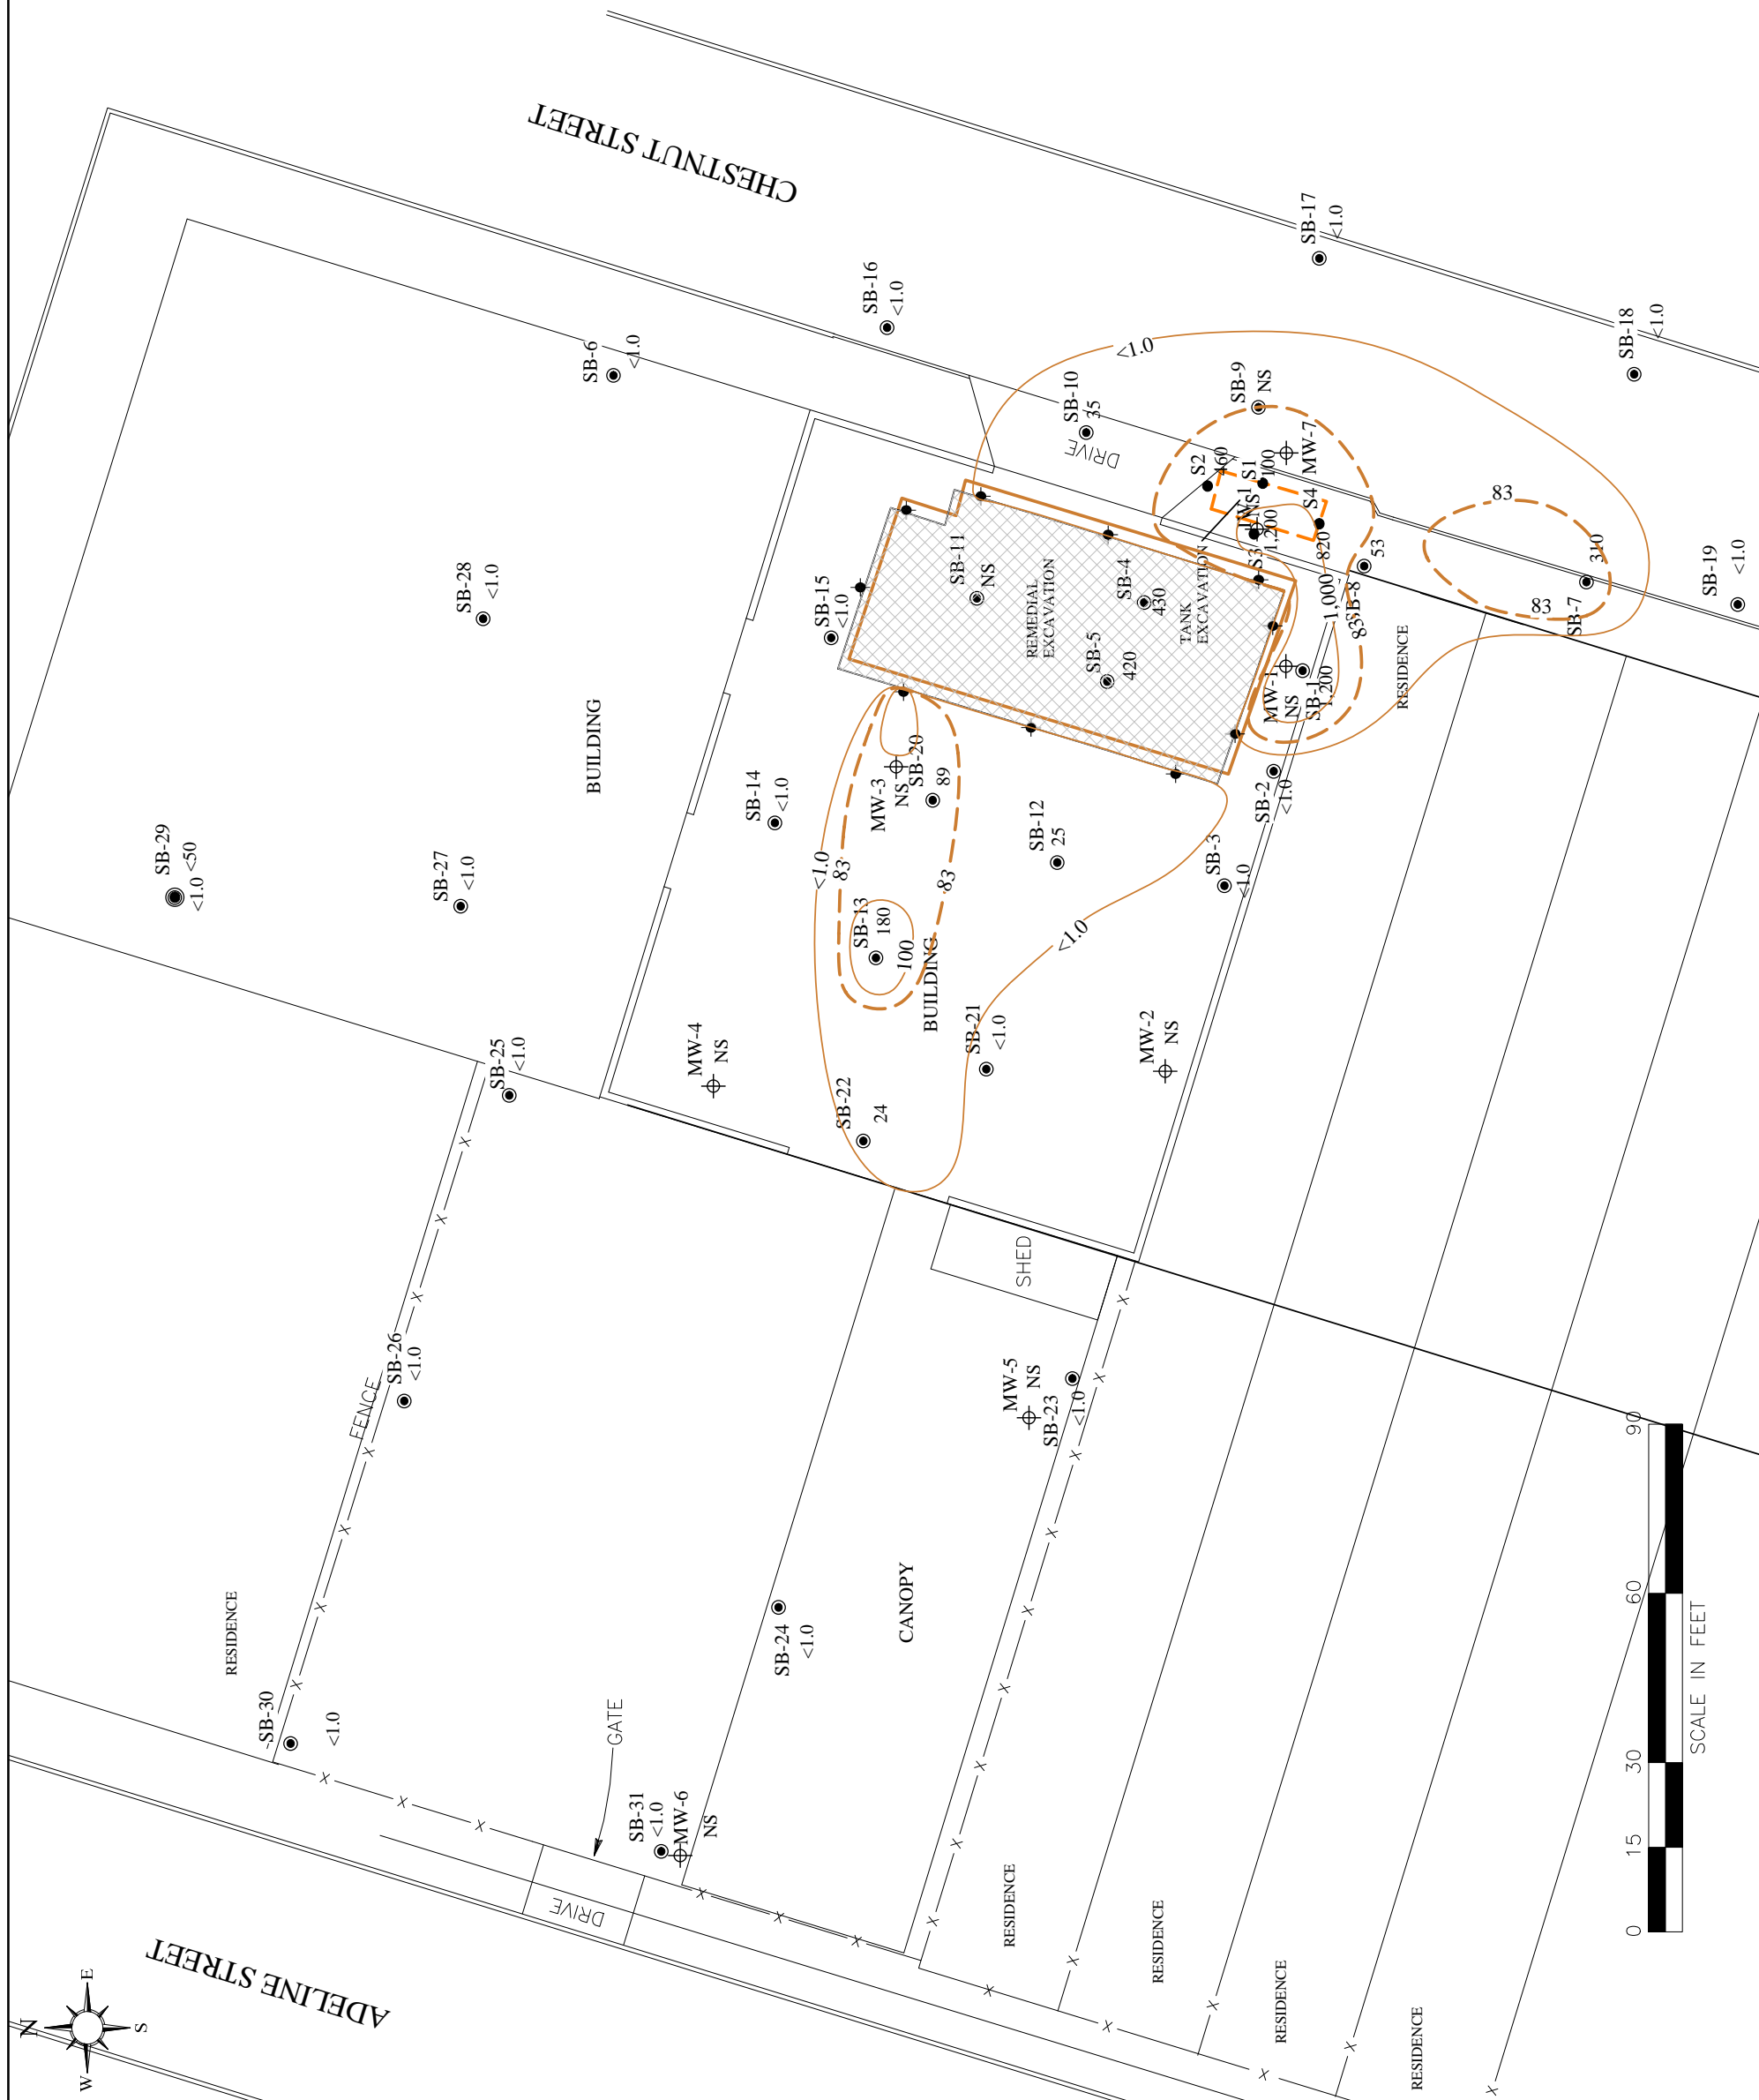 CHESTNUT STREET
SB-17
<1.0
SB-16
<1.0
SB-18
<1.0
SB-6
<1.0
<1.0
SB-10
35
DRIVE
SB-9
NS
MW-7
S2
460
S1
100
S4
820
S3
1,200
NS
83
83
310
SB-7
SB-19
<1.0
53
SB-8
83
1,000
SB-28
<1.0
SB-15
<1.0
SB-11
NS
REMEDIAL
EXCAVATION
SB-4
430
TANK
EXCAVATION
SB-5
420
MW-1
NS
SB-1
1,200
RESIDENCE
BUILDING
SB-14
<1.0
MW-3
NS
SB-20
89
SB-2
<1.0
SB-12
25
SB-3
<1.0
SB-29
<50
<1.0
SB-27
<1.0
<1.0
83
83
SB-13
180
100
BUILDING
<1.0
SB-25
<1.0
MW-4
NS
SB-21
<1.0
MW-2
NS
SB-22
24
SHED
SB-26
<1.0
FENCE
MW-5
NS
SB-23
<1.0
RESIDENCE
SB-24
<1.0
CANOPY
SB-30
<1.0
GATE
SB-31
<1.0
MW-6
NS
DRIVE
RESIDENCE
RESIDENCE
RESIDENCE
RESIDENCE
ADELINE STREET
N
E
S
W
0 15 30 60 90
SCALE IN FEET